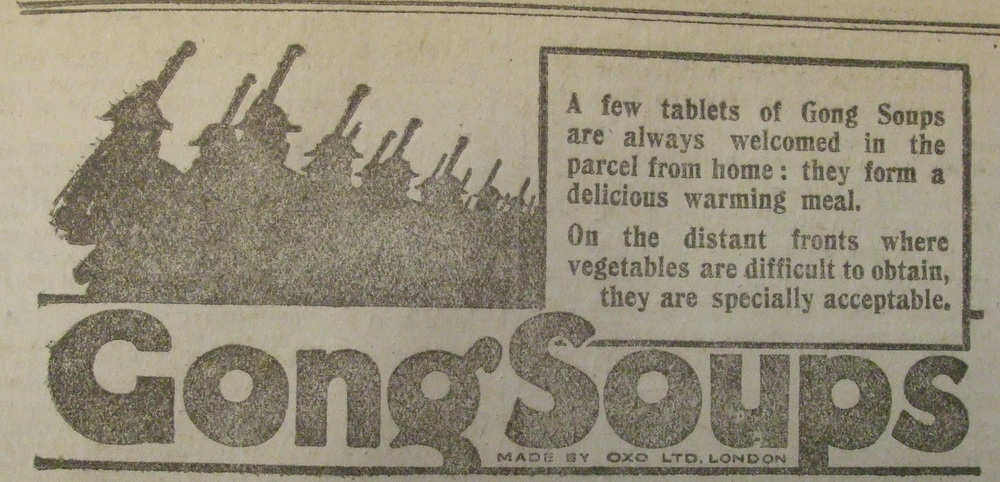 A few tablets of Gong Soups
are always welcomed in the
parcel from home: they form a
delicious warming meal.
On the distant fronts where
vegetables are difficult to obtain,
they are specially acceptable.
Gong Soups
MADE BY OXO LTD, LONDON